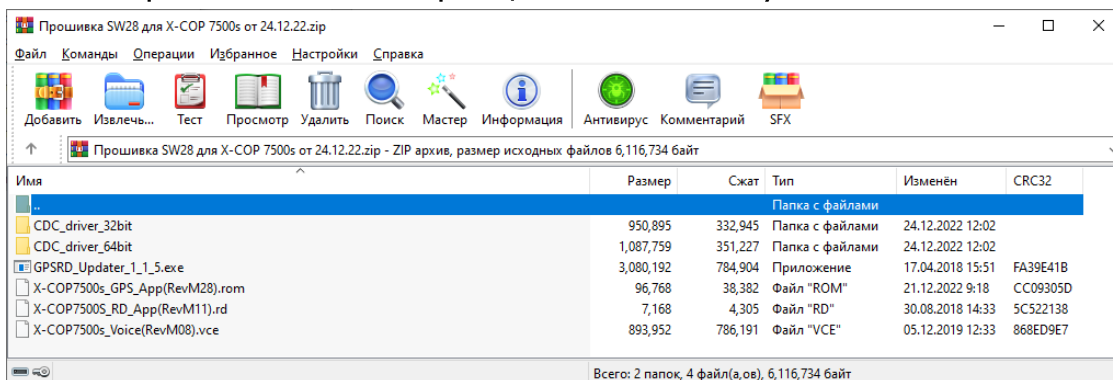 Прошивка SW28 для X-COP 7500s от 24.12.22.zip
Файл Команды Операции Избранное Настройки Справка
Добавить Извлечь... Тест Просмотр Удалить Поиск Мастер Информация Антивирус Комментарий SFX
Прошивка SW28 для X-COP 7500s от 24.12.22.zip - ZIP архив, размер исходных файлов 6,116,734 байт
Имя Размер Сжат Тип Изменён CRC32
.. Папка с файлами
CDC_driver_32bit 950,895 332,945 Папка с файлами 24.12.2022 12:02
CDC_driver_64bit 1,087,759 351,227 Папка с файлами 24.12.2022 12:02
GPSRD_Updater_1_1_5.exe 3,080,192 784,904 Приложение 17.04.2018 15:51 FA39E41B
X-COP7500s_GPS_App(RevM28).rom 96,768 38,382 Файл "ROM" 21.12.2022 9:18 CC09305D
X-COP7500S_RD_App(RevM11).rd 7,168 4,305 Файл "RD" 30.08.2018 14:33 5C522138
X-COP7500s_Voice(RevM08).vce 893,952 786,191 Файл "VCE" 05.12.2019 12:33 868ED9E7
Всего: 2 папок, 4 файл(а,ов), 6,116,734 байт